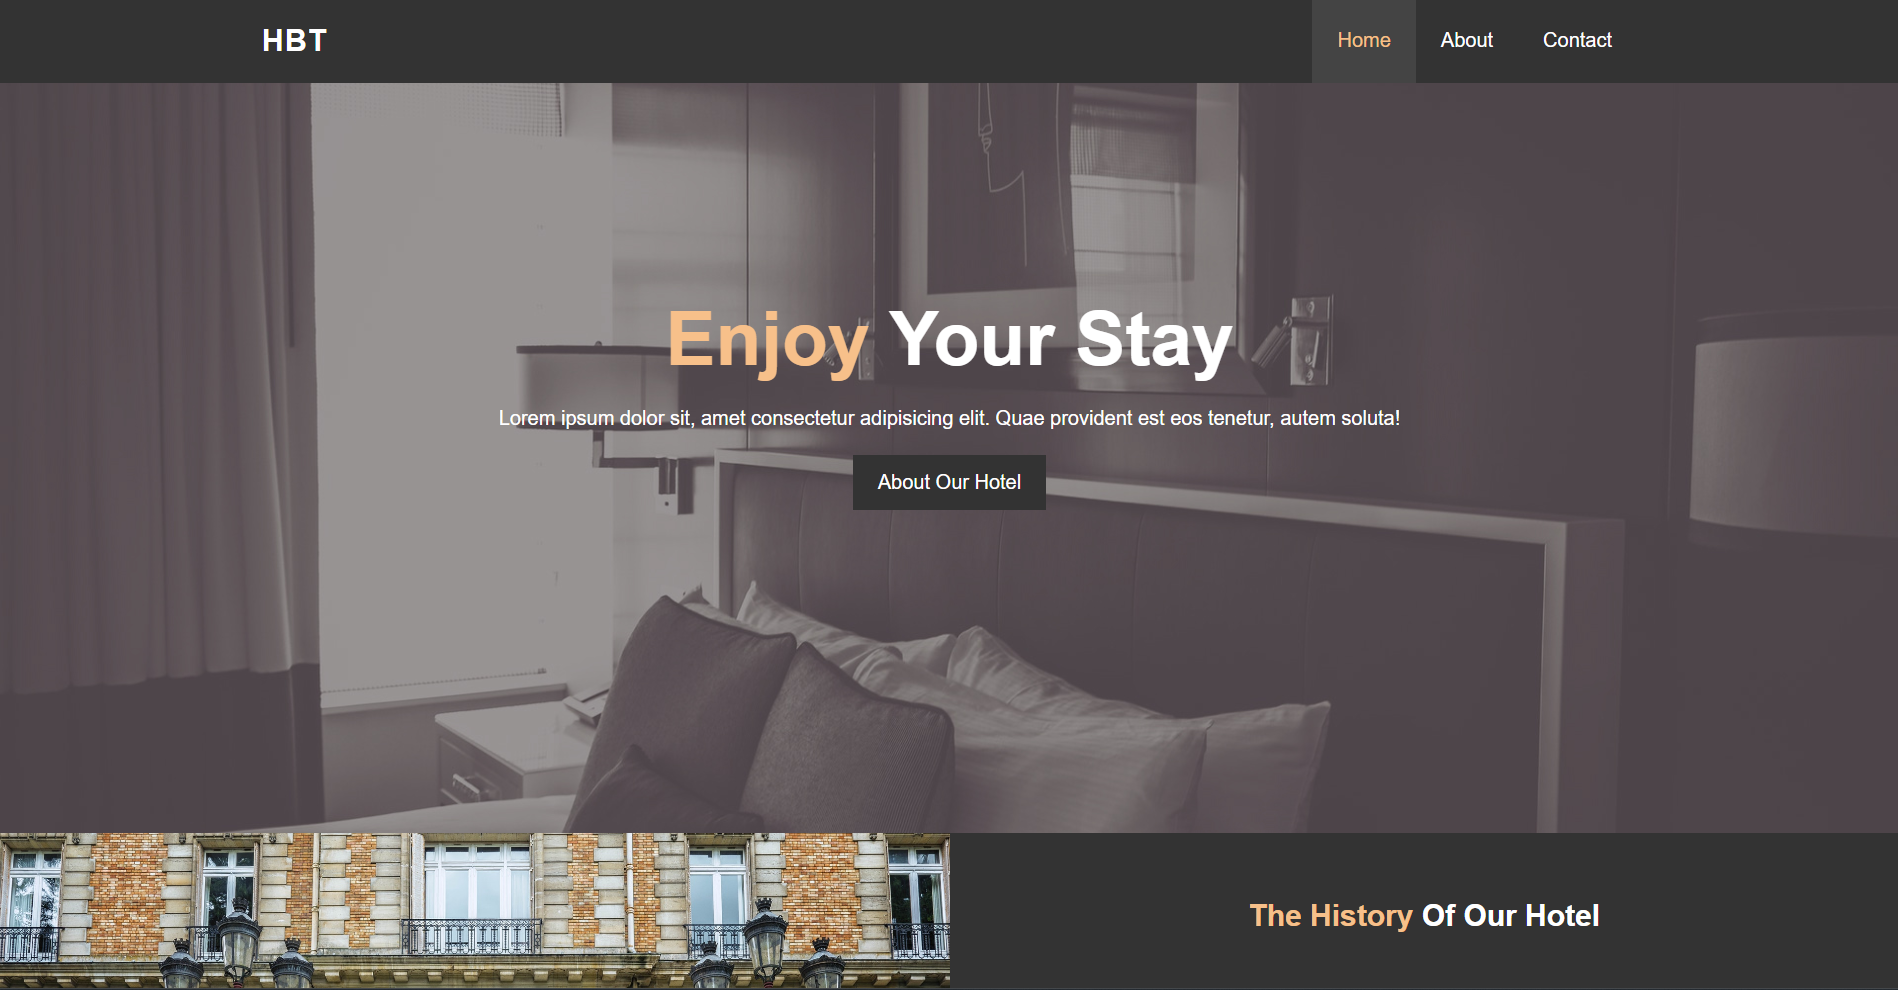 HBT
Home About Contact
Enjoy Your Stay
Lorem ipsum dolor sit, amet consectetur adipisicing elit. Quae provident est eos tenetur, autem soluta!
About Our Hotel
The History Of Our Hotel